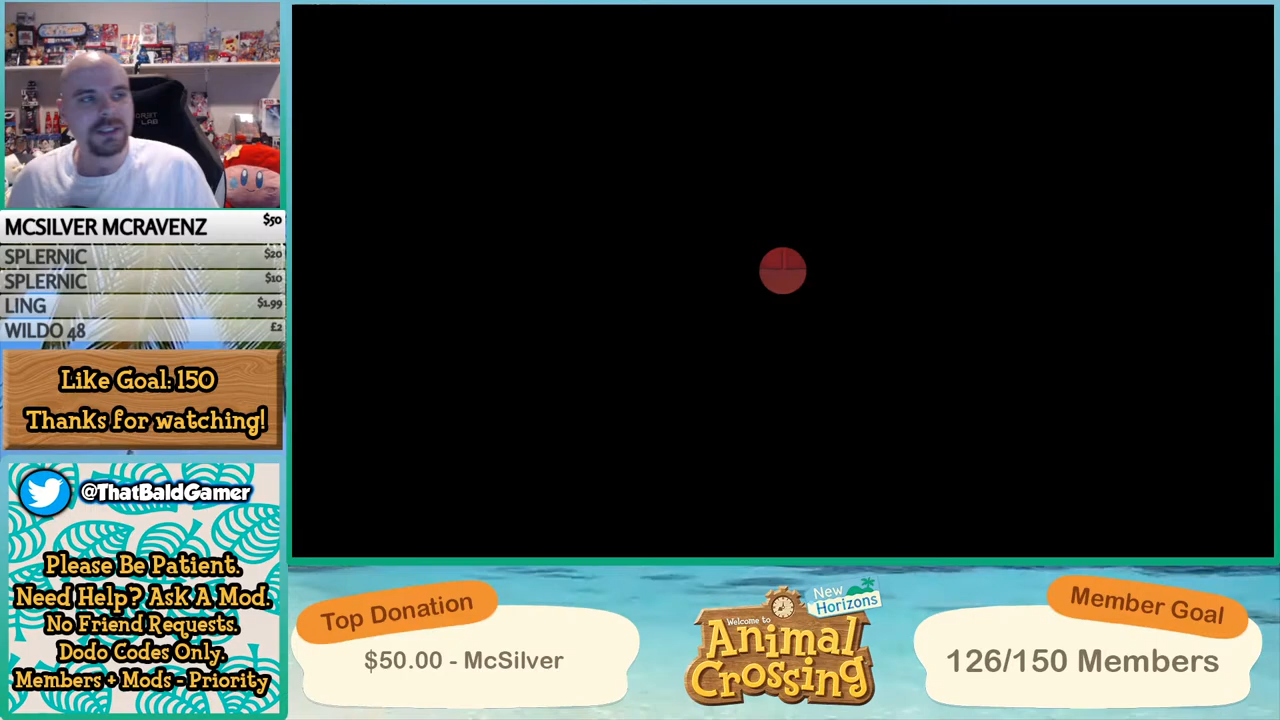 MCSILVER MCRAVENZ $50
SPLERNIC $20
SPLERNIC $10
LING $1.99
WILDO 48 £2
Like Goal: 150
Thanks for watching!
@ThatBaldGamer
Please Be Patient.
Need Help? Ask A Mod.
No Friend Requests.
Dodo Codes Only.
Members + Mods - Priority
Top Donation
$50.00 - McSilver
Welcome to
Animal
Crossing
New
Horizons
Member Goal
126/150 Members